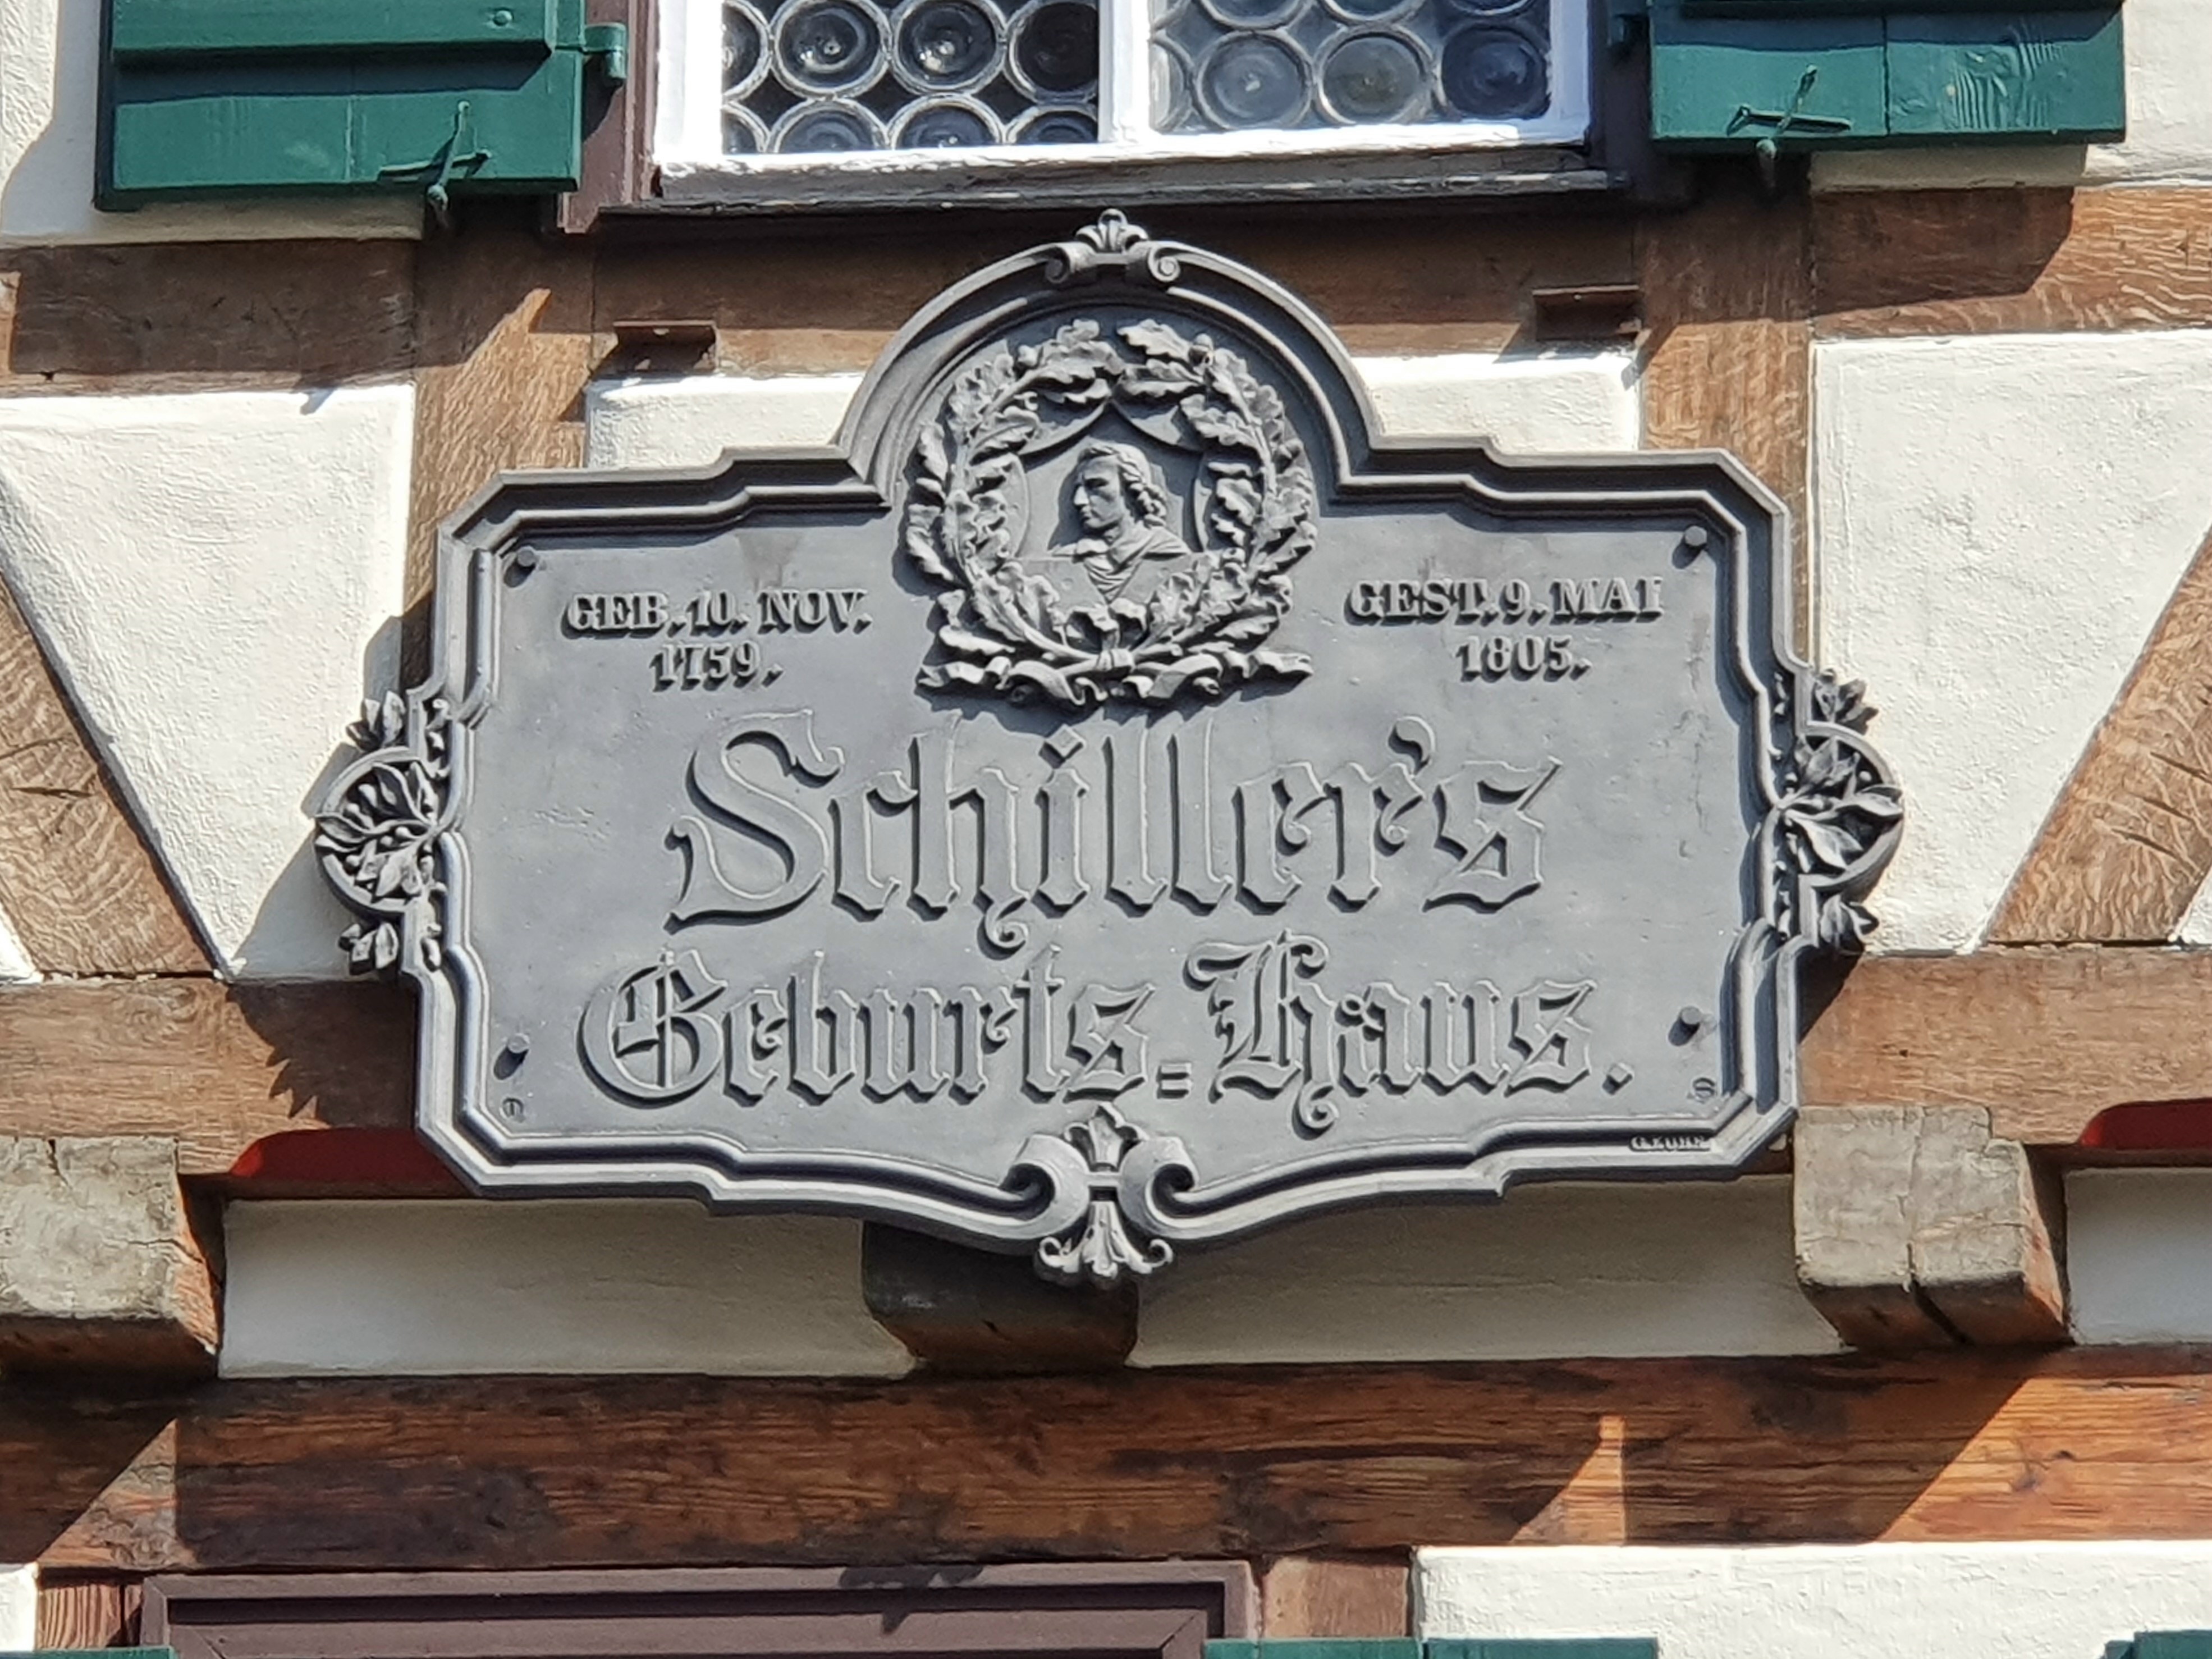 GEB. 10. NOV.
1759.
GEST. 9. MAI
1805.
Schiller's
Geburts=Haus.